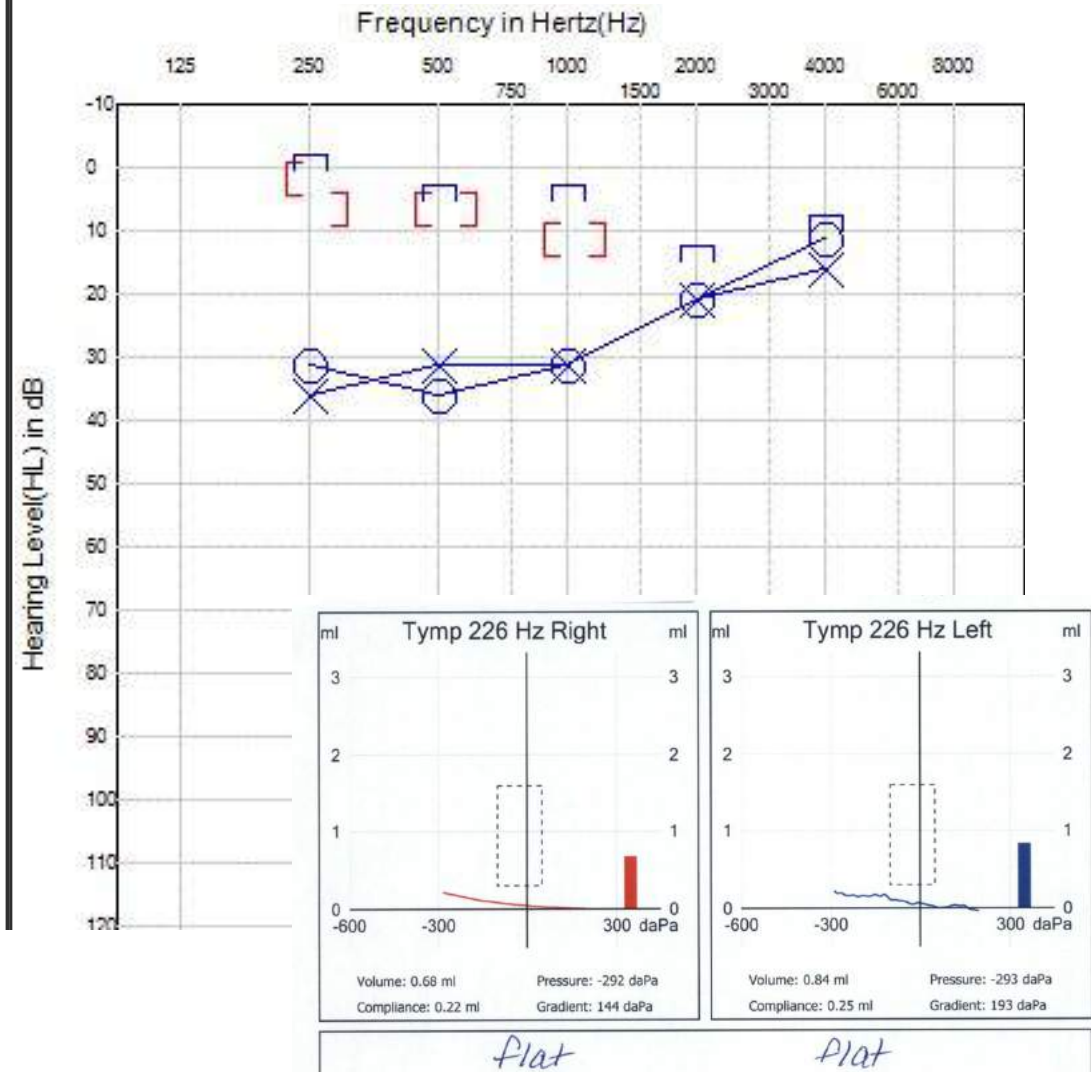 Frequency in Hertz(Hz)
125 250 500 1000 2000 4000 8000
750 1500 3000 6000
Hearing Level(HL) in dB
-10
0
10
20
30
40
50
60
70
80
90
100
110
120
ml Tymp 226 Hz Right ml
3 3
2 2
1 1
0 0
-600 -300 300 daPa
Volume: 0.68 ml Pressure: -292 daPa
Compliance: 0.22 ml Gradient: 144 daPa
flat
ml Tymp 226 Hz Left ml
3 3
2 2
1 1
0 0
-600 -300 300 daPa
Volume: 0.84 ml Pressure: -293 daPa
Compliance: 0.25 ml Gradient: 193 daPa
flat